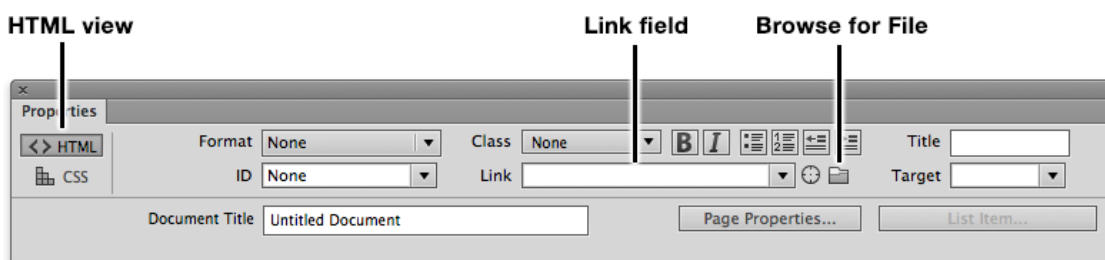 HTML view Link field Browse for File
Properties
<> HTML Format None Class None B I Title
CSS ID None Link Target
Document Title Untitled Document Page Properties... List Item...